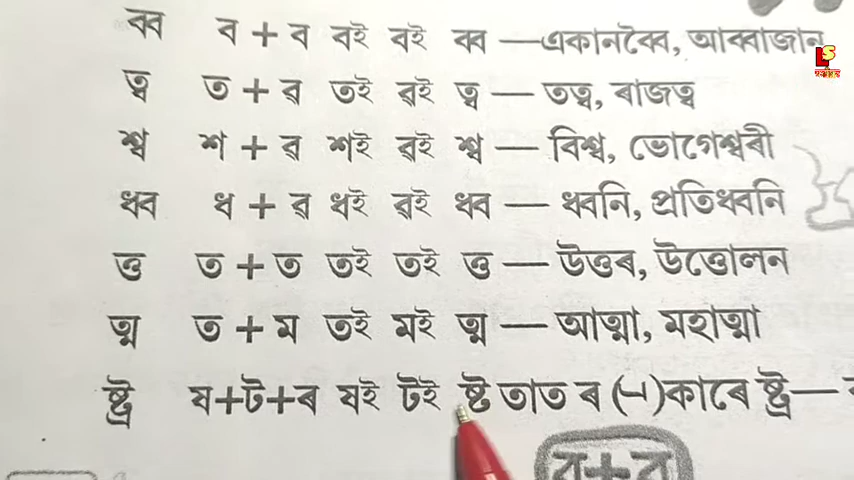 ব্ব ব + ব বই বই ব্ব — একানব্বৈ, আব্বাজান
ত্ব ত + ৱ তই ৱই ত্ব — তত্ব, ৰাজত্ব
শ্ব শ + ৱ শই ৱই শ্ব — বিশ্ব, ভোগেশ্বৰী
ধ্ব ধ + ৱ ধই ৱই ধ্ব — ধ্বনি, প্ৰতিধ্বনি
ত্ত ত + ত তই তই ত্ত — উত্তৰ, উত্তোলন
ত্ম ত + ম তই মই ত্ম — আত্মা, মহাত্মা
ষ্ট্ৰ ষ+ট+ৰ ষই টই ষ্ট তাত ৰ (্ৰ)কাৰে ষ্ট্ৰ—
LS